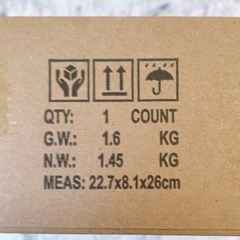 QTY: 1 COUNT
G.W.: 1.6 KG
N.W.: 1.45 KG
MEAS: 22.7x8.1x26cm